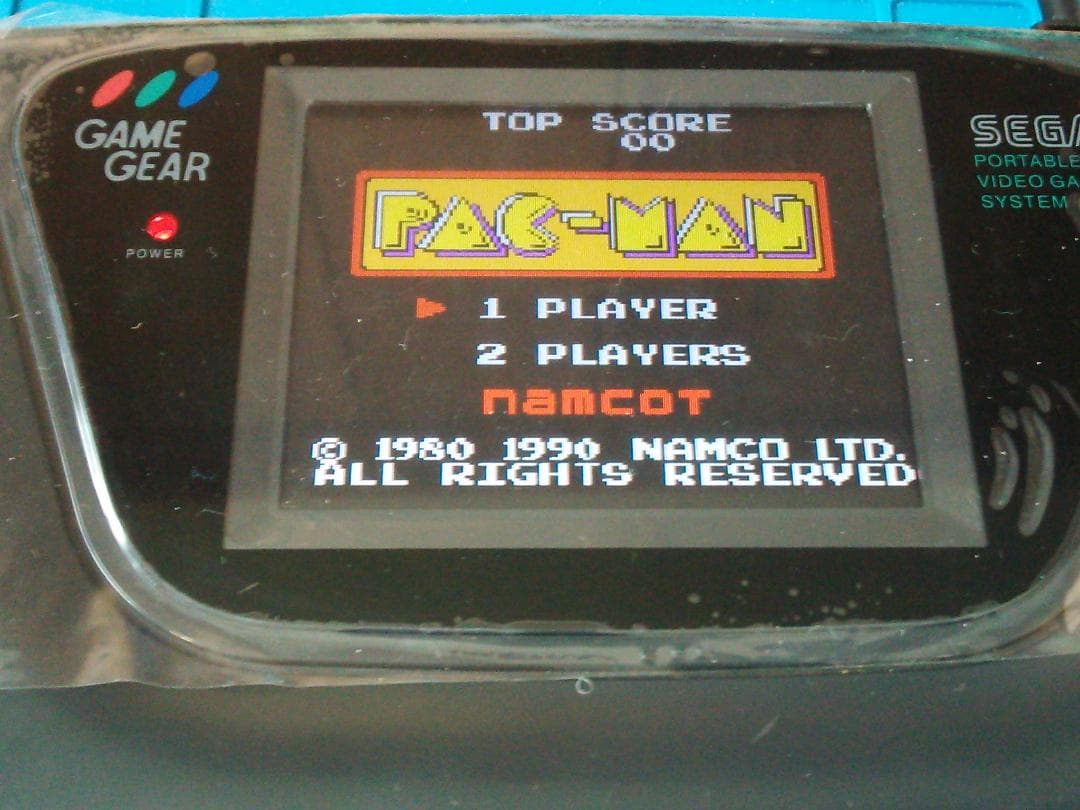 GAME
GEAR
POWER
TOP SCORE
00
PAC-MAN
1 PLAYER
2 PLAYERS
namcot
© 1980 1990 NAMCO LTD.
ALL RIGHTS RESERVED
SEGA
PORTABLE
VIDEO GA
SYSTEM